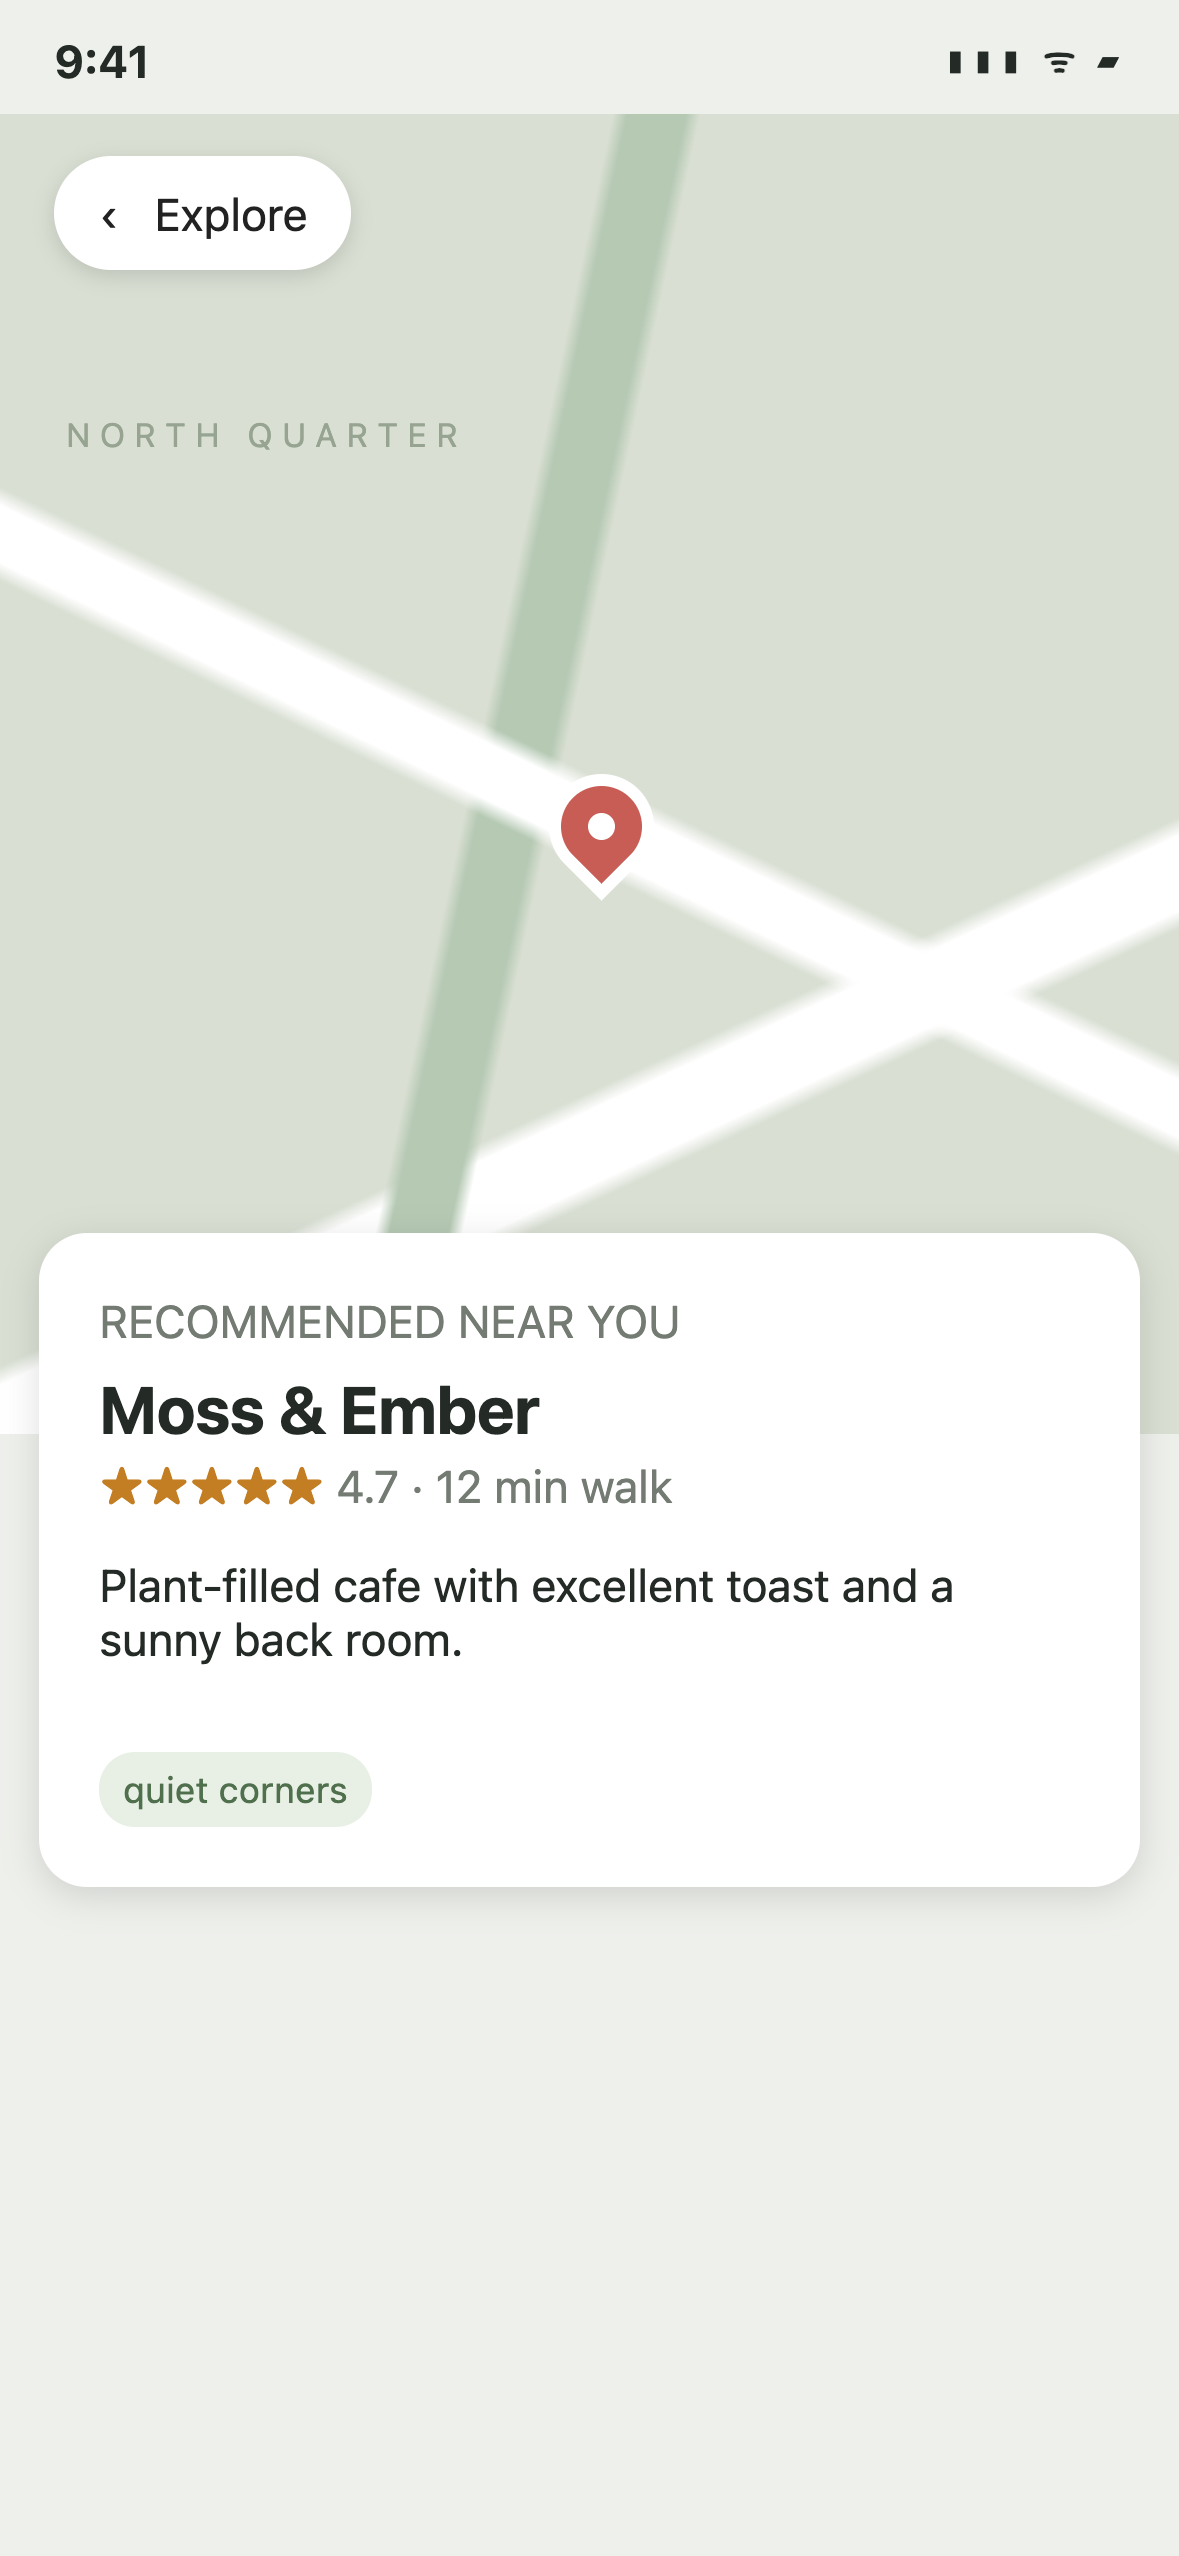 9:41
‹ Explore
NORTH QUARTER
RECOMMENDED NEAR YOU
Moss & Ember
★★★★★ 4.7 · 12 min walk
Plant-filled cafe with excellent toast and a
sunny back room.
quiet corners